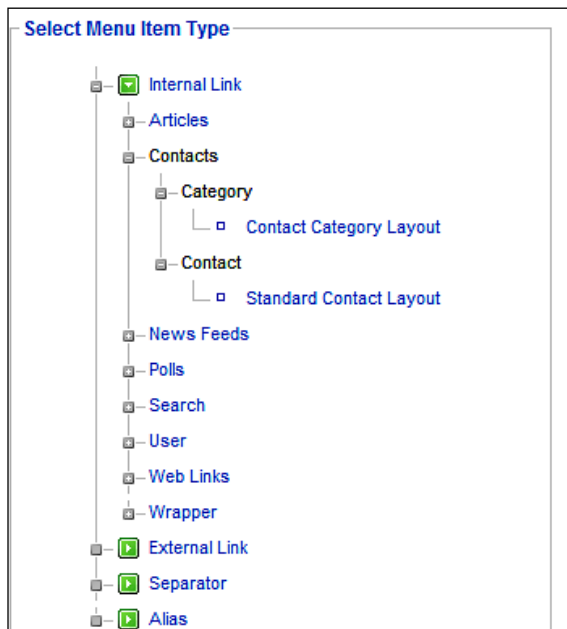 Select Menu Item Type
Internal Link
Articles
Contacts
Category
Contact Category Layout
Contact
Standard Contact Layout
News Feeds
Polls
Search
User
Web Links
Wrapper
External Link
Separator
Alias